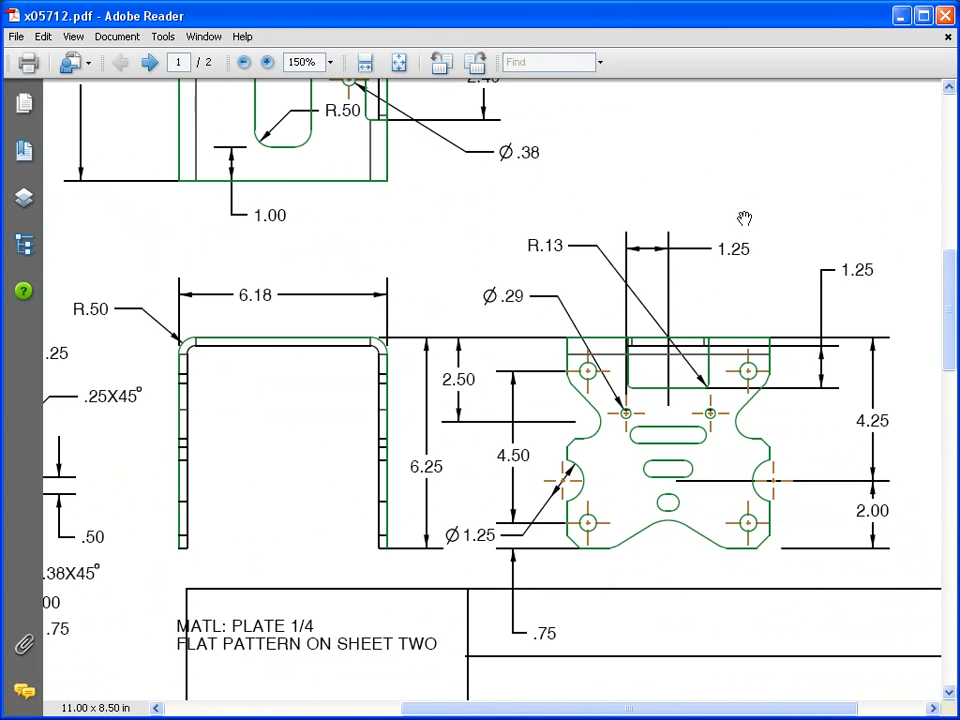 x05712.pdf - Adobe Reader
File Edit View Document Tools Window Help
1 / 2 150% Find
R.50
Ø.38
1.00
R.13
1.25
6.18
Ø.29
1.25
R.50
.25
2.50
.25X45°
4.25
4.50
6.25
2.00
.50
Ø1.25
.38X45°
00
.75
MATL: PLATE 1/4
FLAT PATTERN ON SHEET TWO
.75
11.00 x 8.50 in